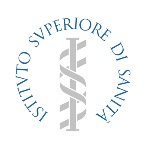 ISTITVTO SVPERIORE DI SANITÀ